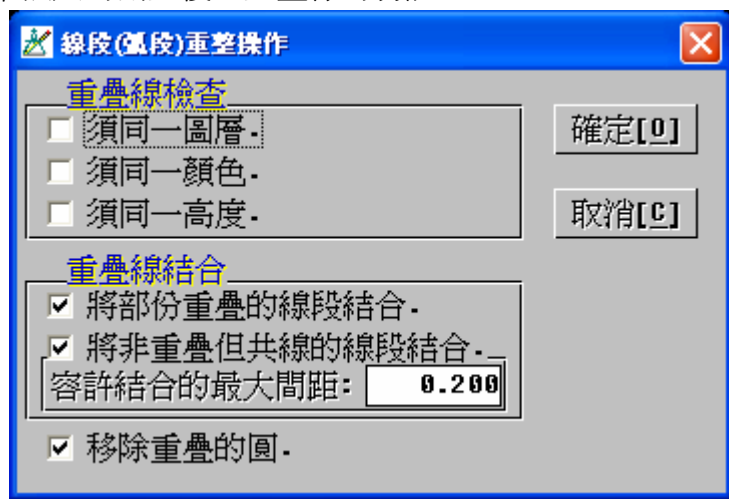 線段(弧段)重整操作
重疊線檢查
須同一圖層.
須同一顏色.
須同一高度.
確定[O]
取消[C]
重疊線結合
將部份重疊的線段結合.
將非重疊但共線的線段結合.
容許結合的最大間距: 0.200
移除重疊的圓.